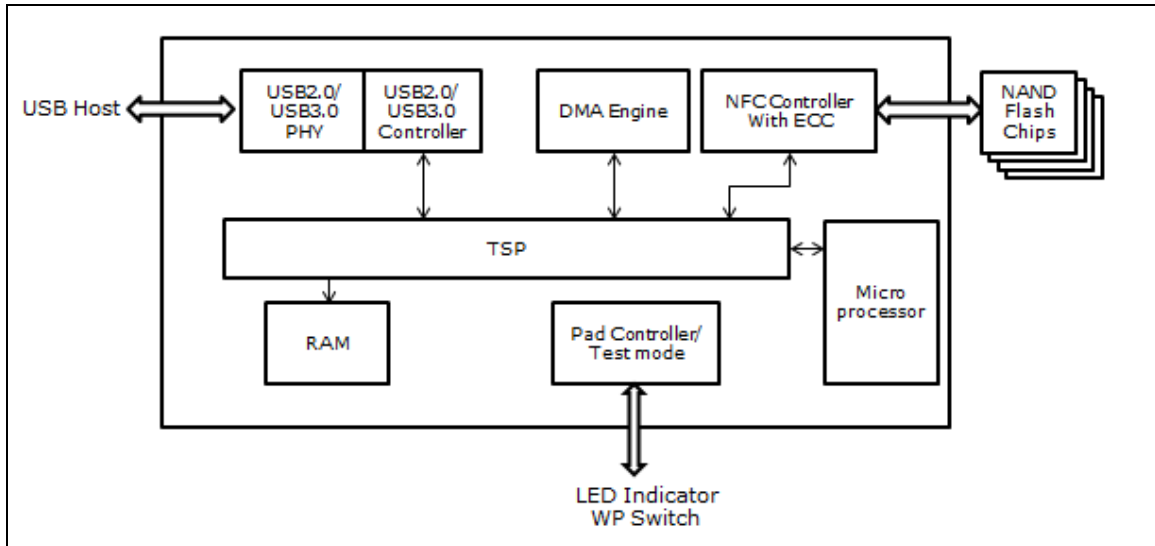 USB Host
USB2.0/
USB3.0
PHY
USB2.0/
USB3.0
Controller
DMA Engine
NFC Controller
With ECC
NAND
Flash
Chips
TSP
Micro
processor
RAM
Pad Controller/
Test mode
LED Indicator
WP Switch